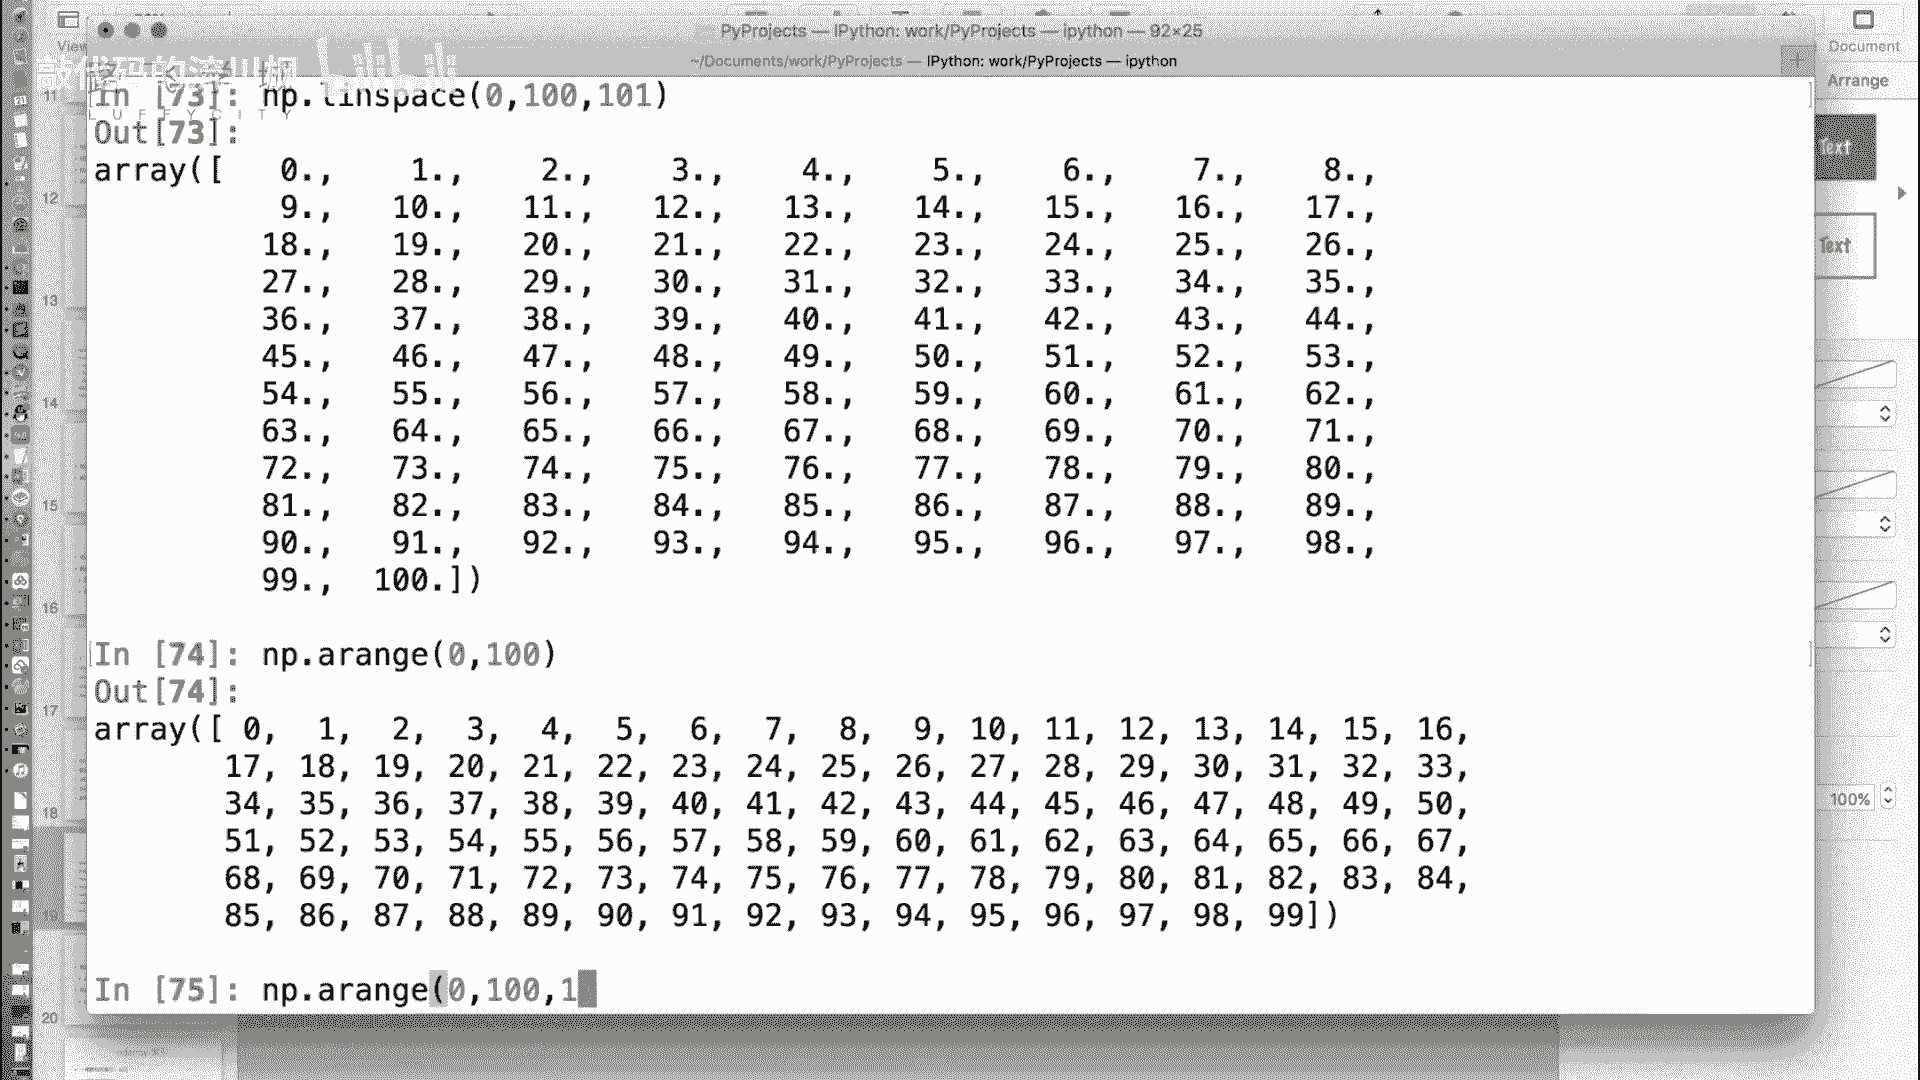 PyProjects — IPython: work/PyProjects — ipython — 92×25
~/Documents/work/PyProjects — IPython: work/PyProjects — ipython
View
Document
Arrange
敲代码的
LUFFYCITY
In [73]: np.linspace(0,100,101)
Out[73]:
array([   0.,    1.,    2.,    3.,    4.,    5.,    6.,    7.,    8.,
9.,   10.,   11.,   12.,   13.,   14.,   15.,   16.,   17.,
18.,   19.,   20.,   21.,   22.,   23.,   24.,   25.,   26.,
27.,   28.,   29.,   30.,   31.,   32.,   33.,   34.,   35.,
36.,   37.,   38.,   39.,   40.,   41.,   42.,   43.,   44.,
45.,   46.,   47.,   48.,   49.,   50.,   51.,   52.,   53.,
54.,   55.,   56.,   57.,   58.,   59.,   60.,   61.,   62.,
63.,   64.,   65.,   66.,   67.,   68.,   69.,   70.,   71.,
72.,   73.,   74.,   75.,   76.,   77.,   78.,   79.,   80.,
81.,   82.,   83.,   84.,   85.,   86.,   87.,   88.,   89.,
90.,   91.,   92.,   93.,   94.,   95.,   96.,   97.,   98.,
99.,  100.])
In [74]: np.arange(0,100)
Out[74]:
array([ 0,  1,  2,  3,  4,  5,  6,  7,  8,  9, 10, 11, 12, 13, 14, 15, 16,
17, 18, 19, 20, 21, 22, 23, 24, 25, 26, 27, 28, 29, 30, 31, 32, 33,
34, 35, 36, 37, 38, 39, 40, 41, 42, 43, 44, 45, 46, 47, 48, 49, 50,
51, 52, 53, 54, 55, 56, 57, 58, 59, 60, 61, 62, 63, 64, 65, 66, 67,
68, 69, 70, 71, 72, 73, 74, 75, 76, 77, 78, 79, 80, 81, 82, 83, 84,
85, 86, 87, 88, 89, 90, 91, 92, 93, 94, 95, 96, 97, 98, 99])
In [75]: np.arange(0,100,1
11
12
13
14
15
16
17
18
19
20
Text
Text
100%